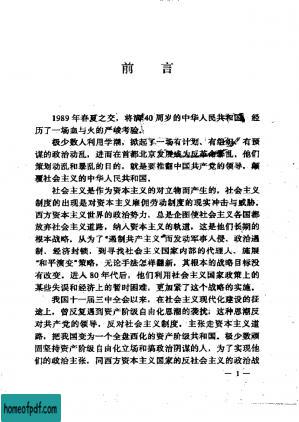 前言
1989年春夏之交，将满40周岁的中华人民共和国，经
历了一场血与火的严峻考验。
极少数人利用学潮，掀起了一场有计划、有组织、有预
谋的政治动乱，进而在首都北京发展成为反革命暴乱。他们
策划动乱和暴乱的目的，就是要推翻中国共产党的领导，颠
覆社会主义的中华人民共和国。
社会主义是作为资本主义的对立物而产生的，社会主义
制度的出现是对资本主义雇佣劳动制度的现实冲击与威胁。
西方资本主义世界的政治势力，总是企图使社会主义各国都
放弃社会主义道路，纳入资本主义的轨道，这是他们长期的
根本战略，从为了“遏制共产主义”而发动军事入侵、政治遏
制、经济封锁，到寻找社会主义国家内部的代理人、施展
“和平演变”策略，无论手法怎样翻新，其根本的战略目标没
有改变。进入80年代后，他们利用社会主义国家政策上的
某些失误和经济上的暂时困难，更加紧了这个战略的实施。
我国十一届三中全会以来，在社会主义现代化建设的征
途上，曾反复遇到资产阶级自由化思潮的袭扰；这种思潮反
对共产党的领导，反对社会主义制度，主张走资本主义道
路，把我国变为一个全盘西化的资产阶级共和国。极少数顽
固坚持资产阶级自由化立场和搞政治阴谋的人，为了实现他
们的政治主张，同西方资本主义国家的反社会主义的政治战
— 1 —
homeofpdf.com
homeofpdf.com